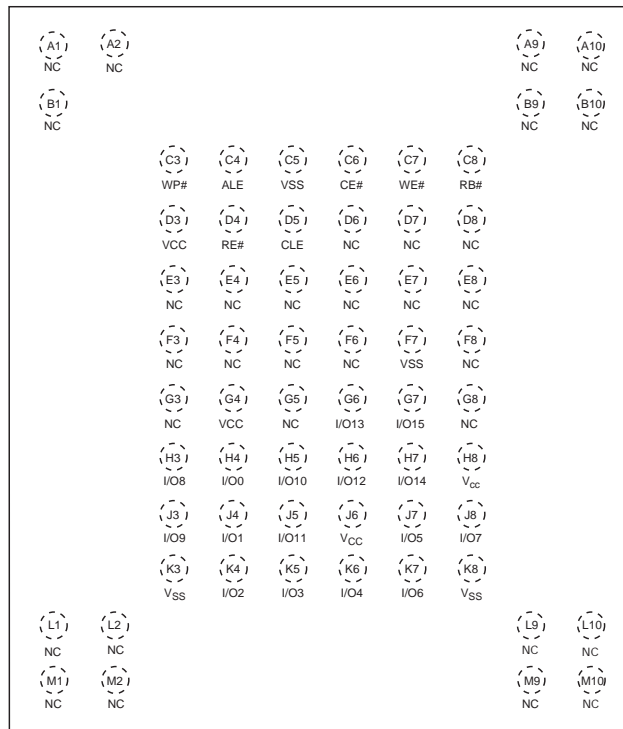 A1 A2 A9 A10
NC NC NC NC
B1 B9 B10
NC NC NC
C3 C4 C5 C6 C7 C8
WP# ALE VSS CE# WE# RB#
D3 D4 D5 D6 D7 D8
VCC RE# CLE NC NC NC
E3 E4 E5 E6 E7 E8
NC NC NC NC NC NC
F3 F4 F5 F6 F7 F8
NC NC NC NC VSS NC
G3 G4 G5 G6 G7 G8
NC VCC NC I/O13 I/O15 NC
H3 H4 H5 H6 H7 H8
I/O8 I/O0 I/O10 I/O12 I/O14 Vcc
J3 J4 J5 J6 J7 J8
I/O9 I/O1 I/O11 VCC I/O5 I/O7
K3 K4 K5 K6 K7 K8
VSS I/O2 I/O3 I/O4 I/O6 VSS
L1 L2 L9 L10
NC NC NC NC
M1 M2 M9 M10
NC NC NC NC